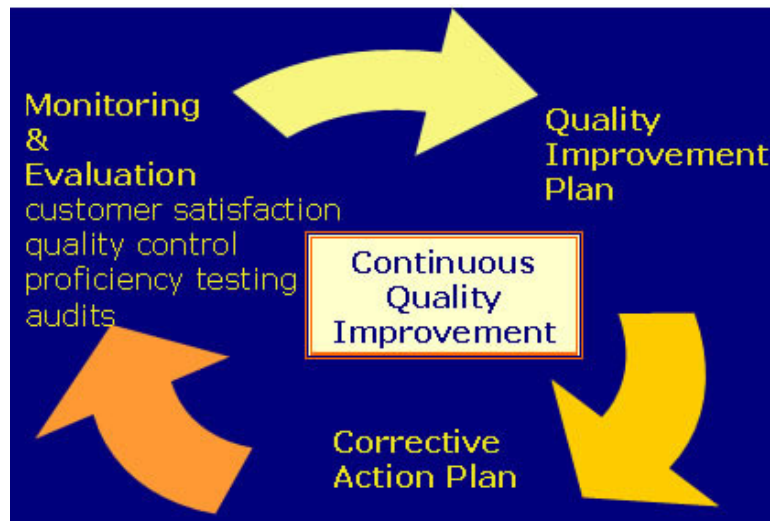 Monitoring
&
Evaluation
customer satisfaction
quality control
proficiency testing
audits
Quality
Improvement
Plan
Continuous
Quality
Improvement
Corrective
Action Plan